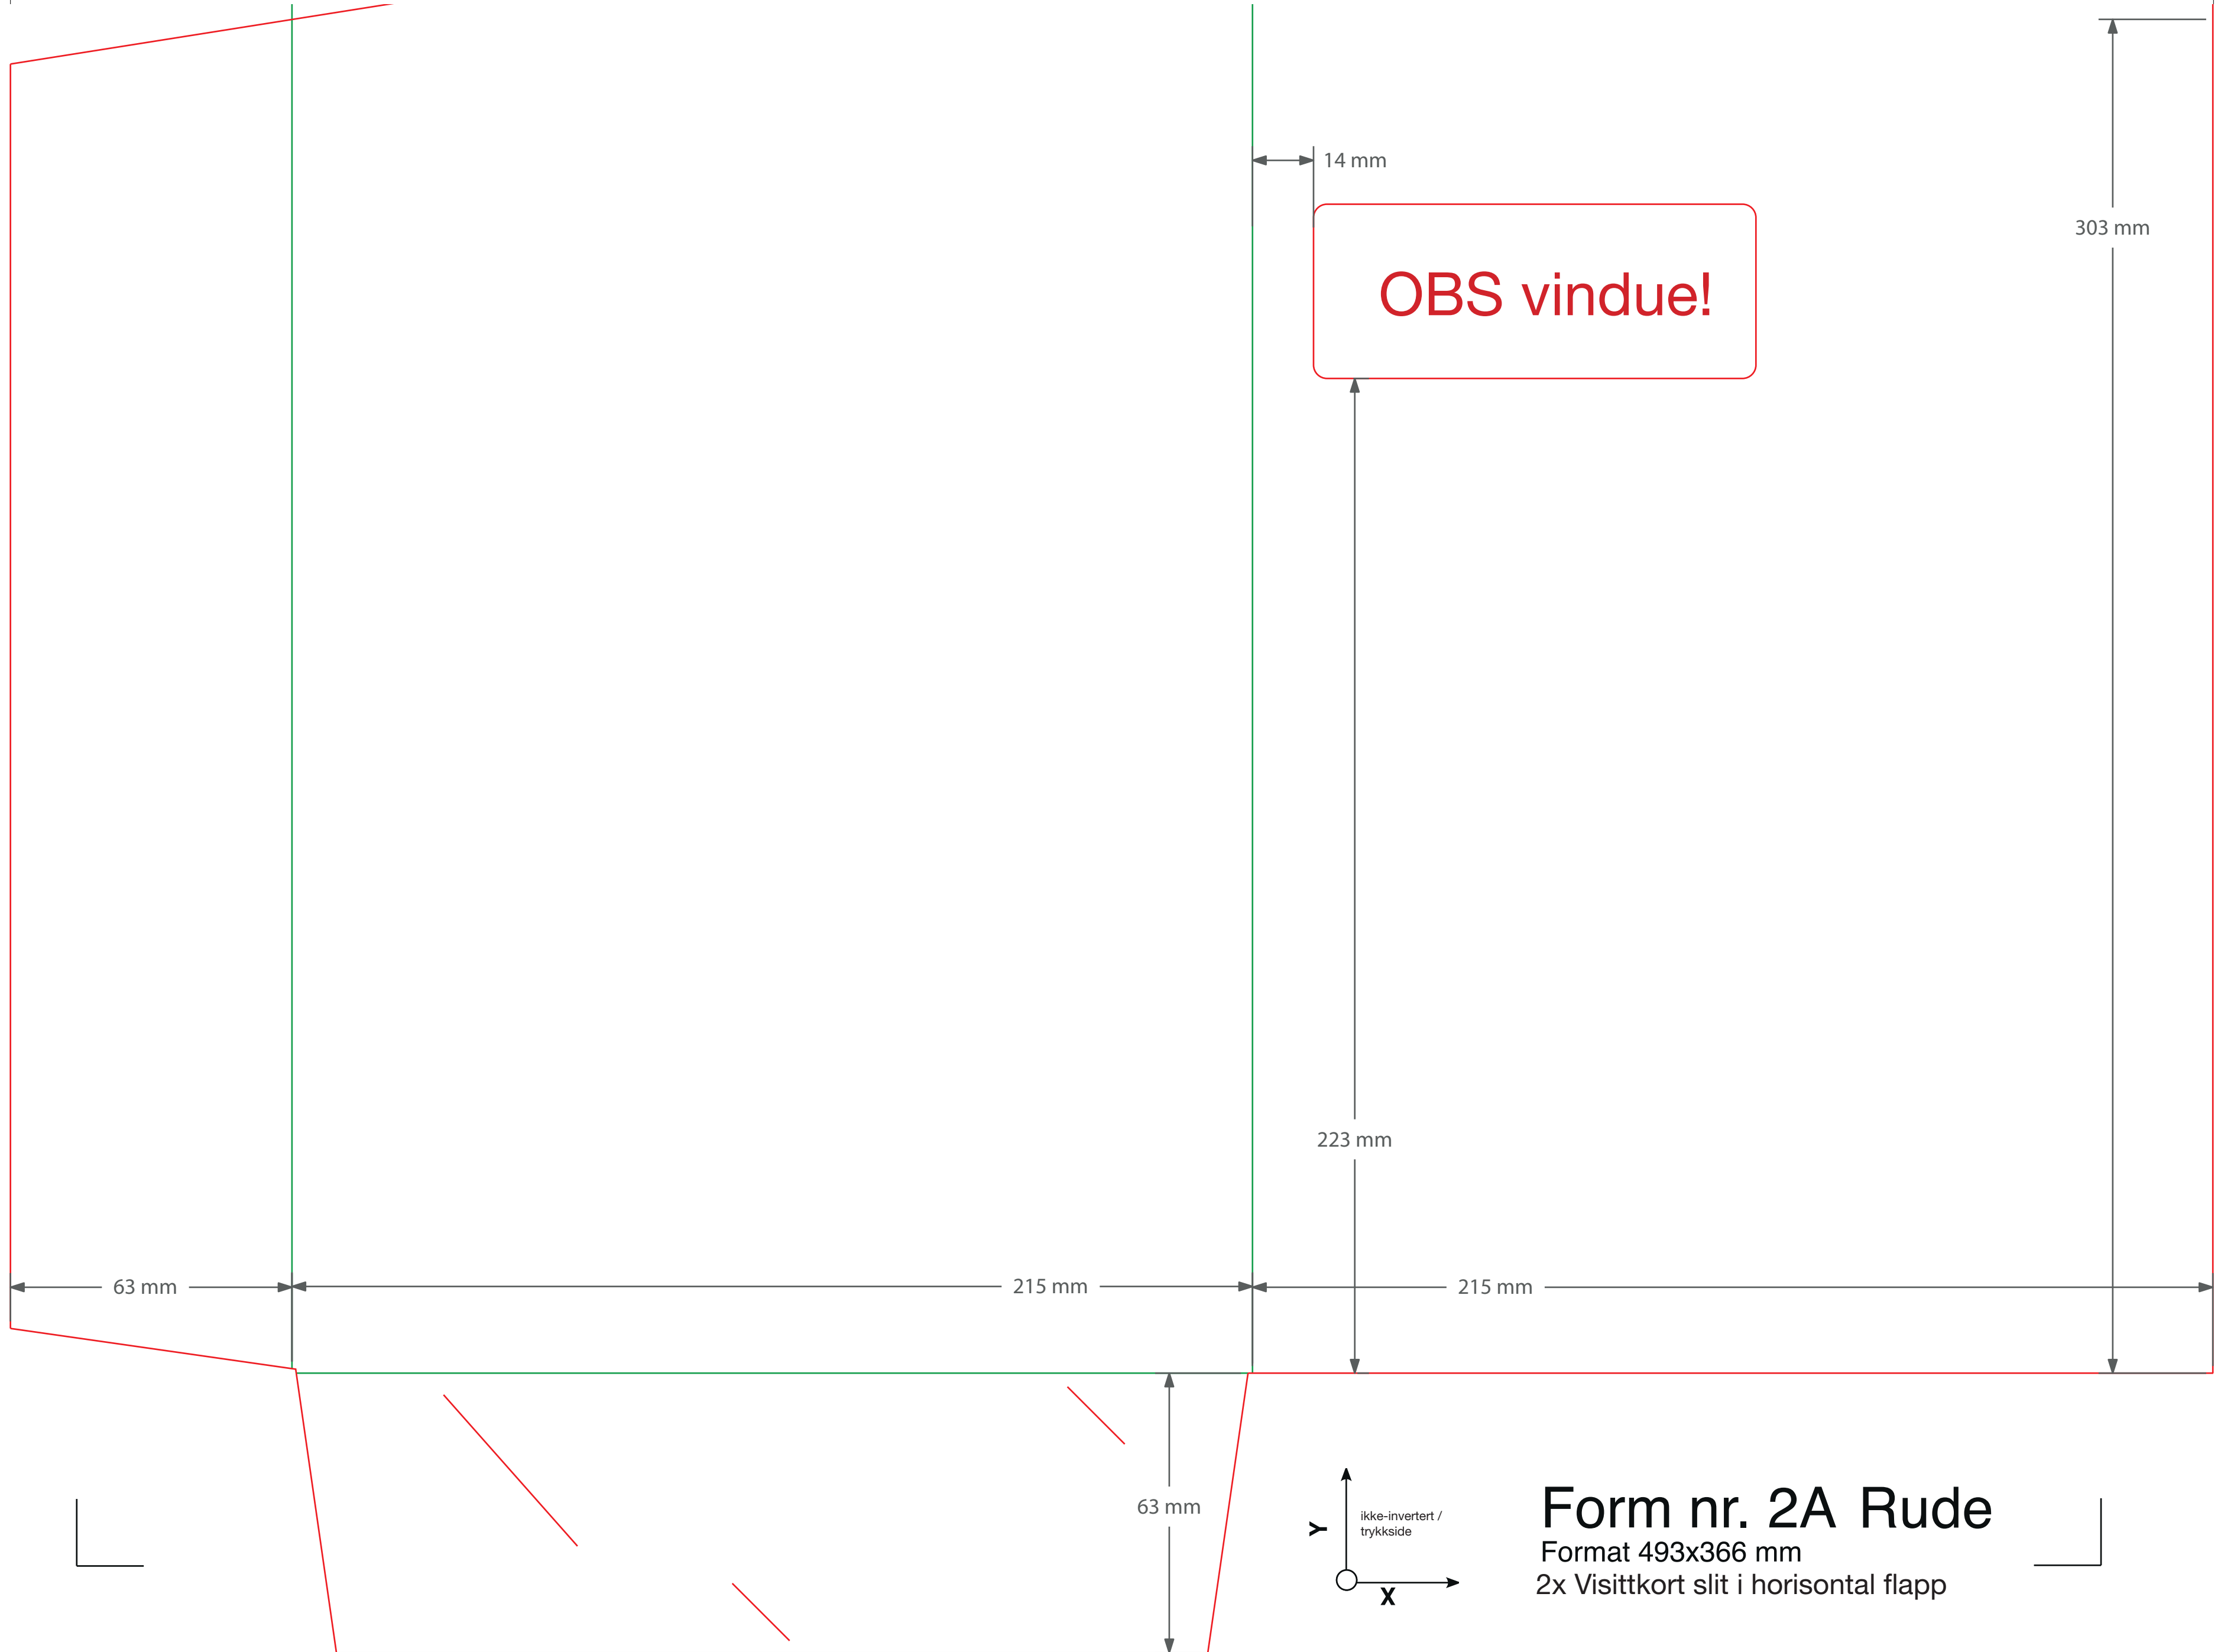 14 mm
303 mm
OBS vindue!
223 mm
63 mm
215 mm
215 mm
63 mm
Y
ikke-invertert /
trykkside
X
Form nr. 2A Rude
Format 493x366 mm
2x Visittkort slit i horisontal flapp